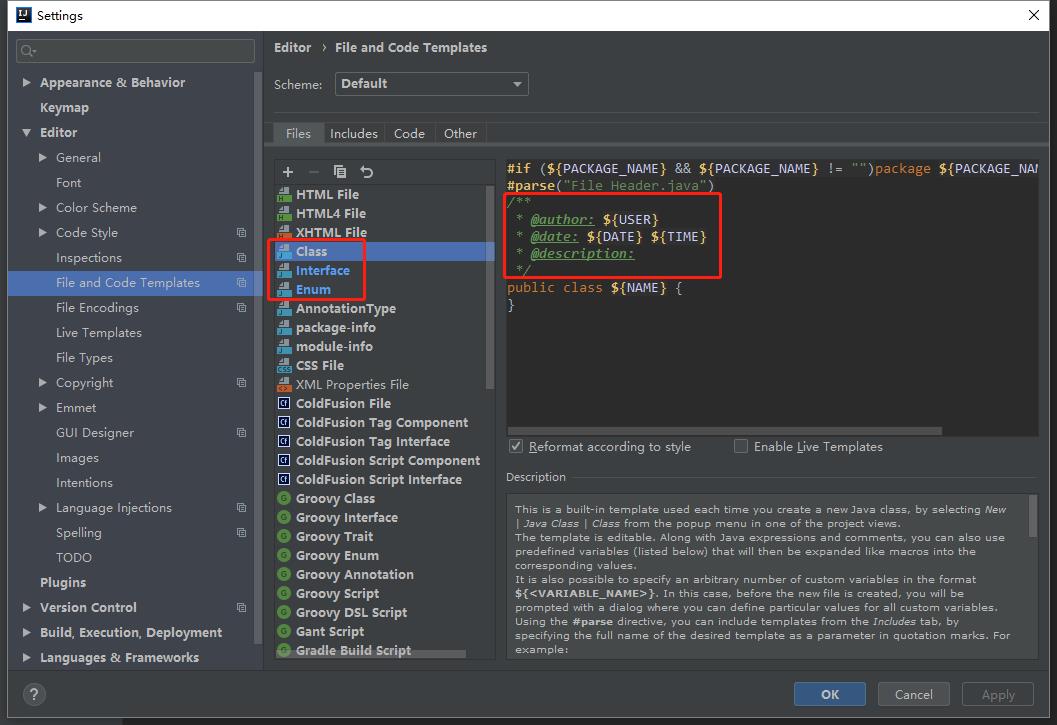 IJ Settings
Editor › File and Code Templates
Scheme: Default
Appearance & Behavior
Keymap
Editor
General
Font
Color Scheme
Code Style
Inspections
File and Code Templates
File Encodings
Live Templates
File Types
Copyright
Emmet
GUI Designer
Images
Intentions
Language Injections
Spelling
TODO
Plugins
Version Control
Build, Execution, Deployment
Languages & Frameworks
Files Includes Code Other
HTML File
HTML4 File
XHTML File
Class
Interface
Enum
AnnotationType
package-info
module-info
CSS File
XML Properties File
ColdFusion File
ColdFusion Tag Component
ColdFusion Tag Interface
ColdFusion Script Component
ColdFusion Script Interface
Groovy Class
Groovy Interface
Groovy Trait
Groovy Enum
Groovy Annotation
Groovy Script
Groovy DSL Script
Gant Script
Gradle Build Script
#if (${PACKAGE_NAME} && ${PACKAGE_NAME} != "")package ${PACKAGE_NAM
#parse("File Header.java")
/**
* @author: ${USER}
* @date: ${DATE} ${TIME}
* @description:
*/
public class ${NAME} {
}
Reformat according to style Enable Live Templates
Description
This is a built-in template used each time you create a new Java class, by selecting New
| Java Class | Class from the popup menu in one of the project views.
The template is editable. Along with Java expressions and comments, you can also use
predefined variables (listed below) that will then be expanded like macros into the
corresponding values.
It is also possible to specify an arbitrary number of custom variables in the format
${<VARIABLE_NAME>}. In this case, before the new file is created, you will be
prompted with a dialog where you can define particular values for all custom variables.
Using the #parse directive, you can include templates from the Includes tab, by
specifying the full name of the desired template as a parameter in quotation marks. For
example:
? OK Cancel Apply